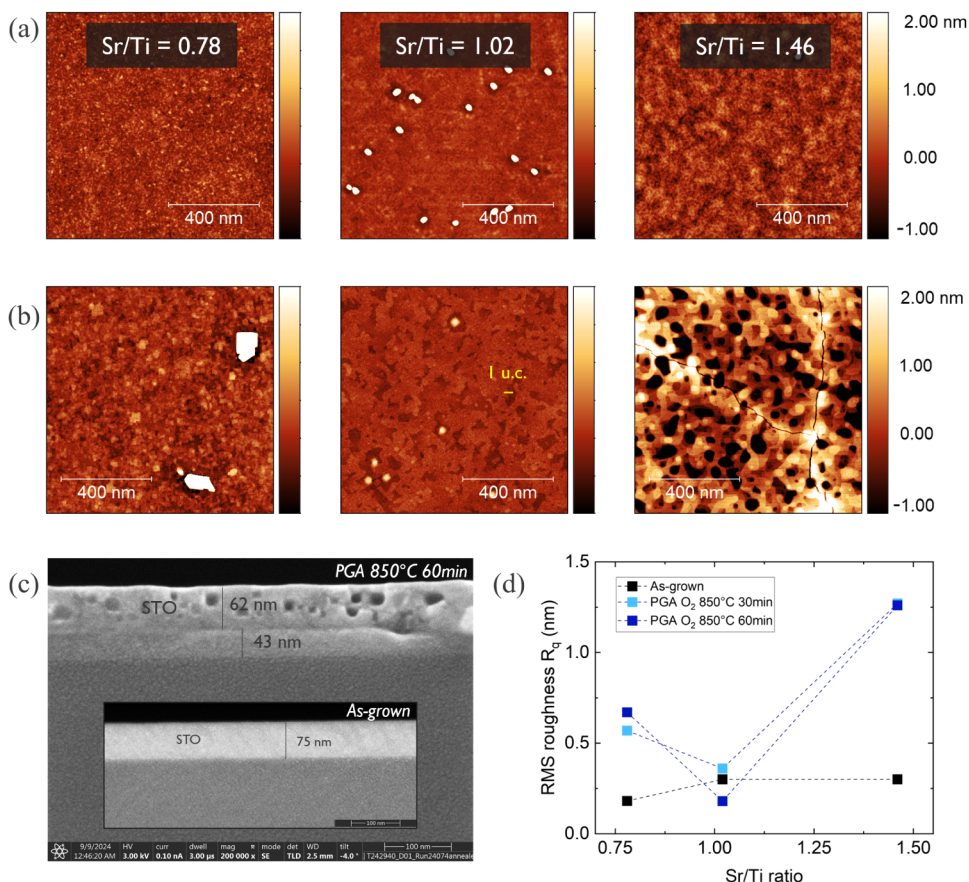 (a)
Sr/Ti = 0.78
Sr/Ti = 1.02
Sr/Ti = 1.46
2.00 nm
1.00
0.00
-1.00
400 nm
400 nm
400 nm
(b)
2.00 nm
1.00
0.00
-1.00
1 u.c.
400 nm
400 nm
400 nm
(c)
PGA 850°C 60min
STO
62 nm
43 nm
As-grown
STO
75 nm
100 nm
9/9/2024 HV curr dwell mag mode det WD tilt 100 nm
12:46:20 AM 3.00 kV 0.10 nA 3.00 µs 200 000 x SE TLD 2.5 mm -4.0 ° T242940_D01_Run24074anneale
(d)
1.5
1.0
0.5
0.0
RMS roughness Rq (nm)
As-grown
PGA O2 850°C 30min
PGA O2 850°C 60min
0.75 1.00 1.25 1.50
Sr/Ti ratio